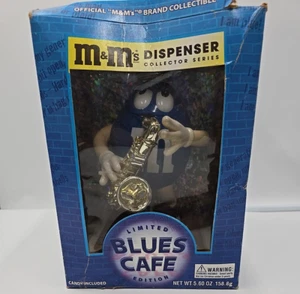 OFFICIAL "M&M's" BRAND COLLECTIBLE
m&m's DISPENSER
COLLECTOR SERIES
LIMITED
BLUES
CAFE
EDITION
WARNING:
CANDY INCLUDED
NET WT 5.60 OZ 158.8g